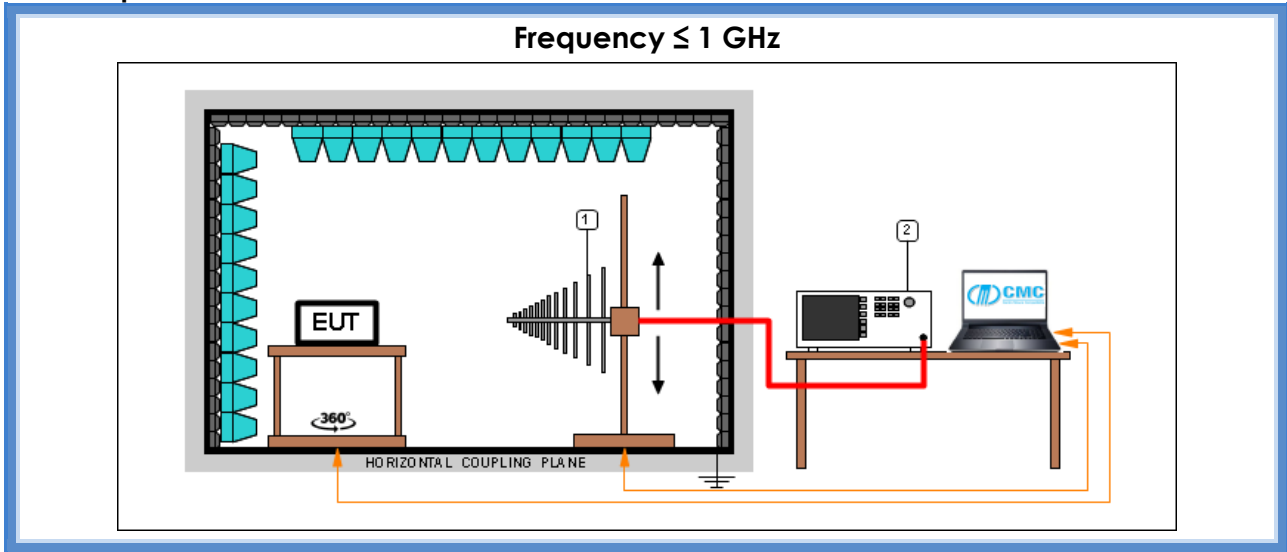 Frequency ≤ 1 GHz
1
2
CMC
EUT
360°
HORIZONTAL COUPLING PLANE